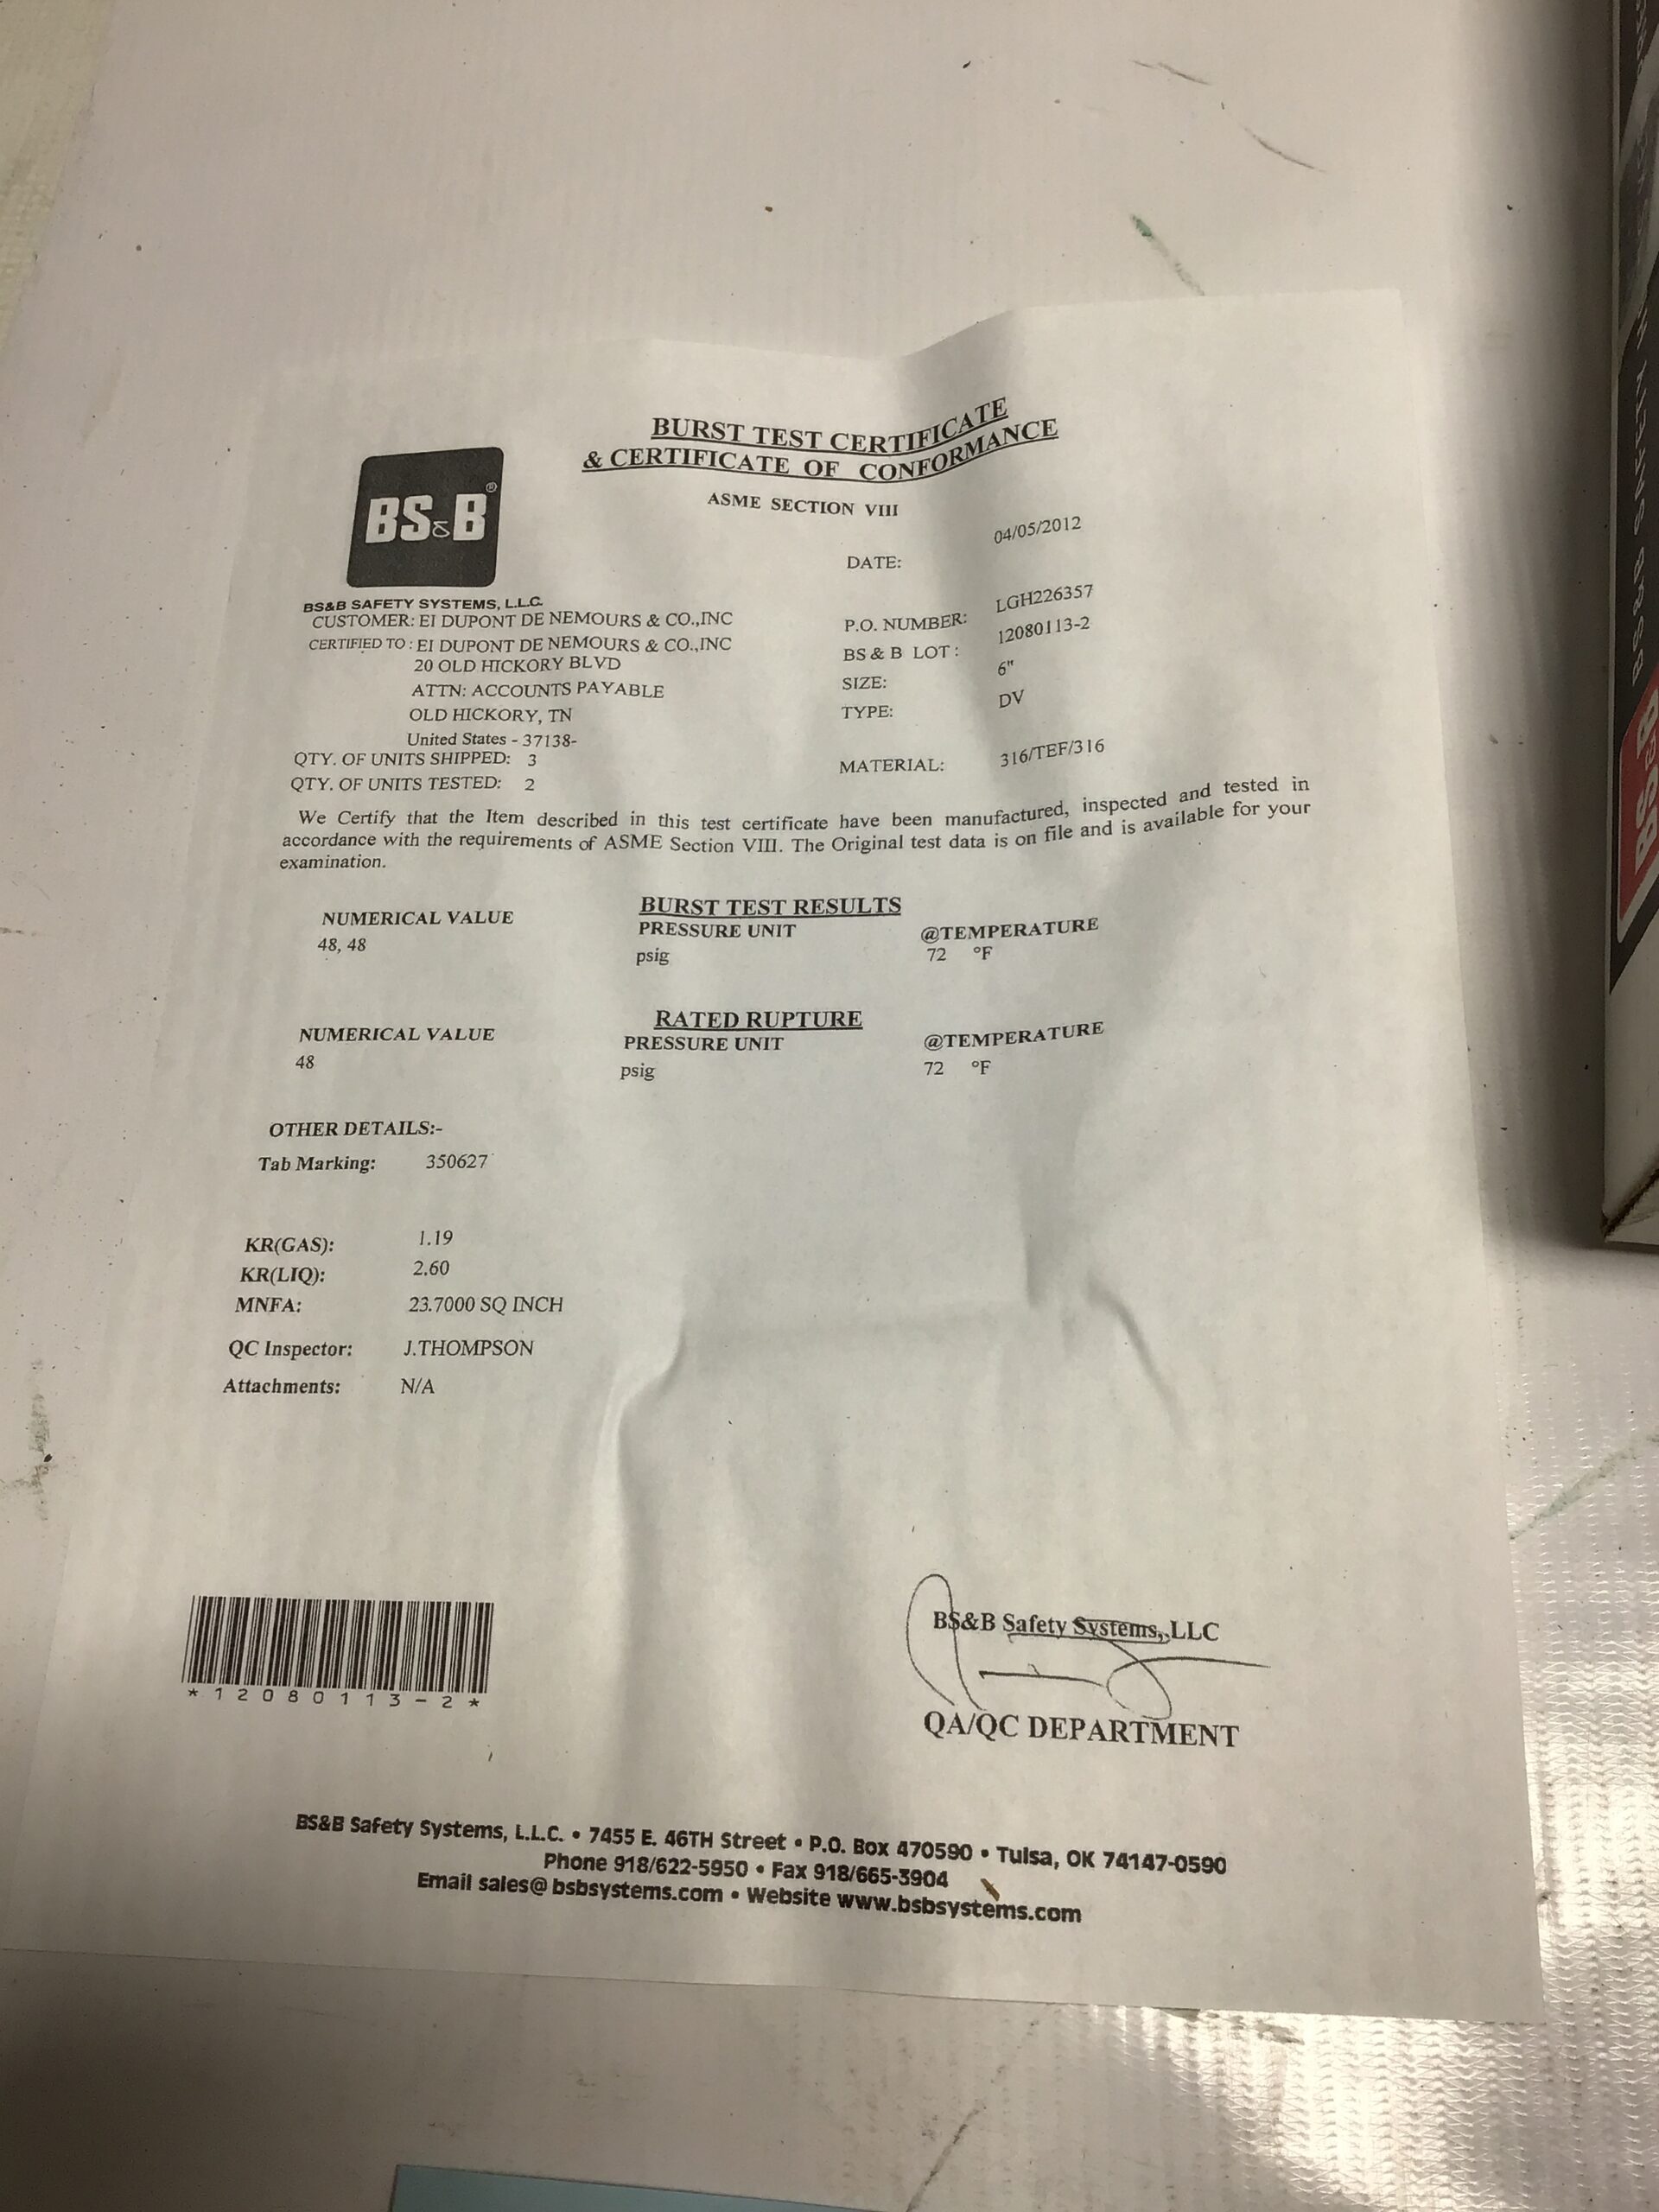 BURST TEST CERTIFICATE
& CERTIFICATE OF CONFORMANCE
ASME SECTION VIII
BS&B®
BS&B SAFETY SYSTEMS, L.L.C.
DATE: 04/05/2012
CUSTOMER: EI DUPONT DE NEMOURS & CO.,INC
CERTIFIED TO : EI DUPONT DE NEMOURS & CO.,INC
20 OLD HICKORY BLVD
ATTN: ACCOUNTS PAYABLE
OLD HICKORY, TN
United States - 37138-
QTY. OF UNITS SHIPPED: 3
QTY. OF UNITS TESTED: 2
P.O. NUMBER: LGH226357
BS & B LOT : 12080113-2
SIZE: 6"
TYPE: DV
MATERIAL: 316/TEF/316
We Certify that the Item described in this test certificate have been manufactured, inspected and tested in
accordance with the requirements of ASME Section VIII. The Original test data is on file and is available for your
examination.
BURST TEST RESULTS
NUMERICAL VALUE PRESSURE UNIT @TEMPERATURE
48, 48 psig 72 °F
RATED RUPTURE
NUMERICAL VALUE PRESSURE UNIT @TEMPERATURE
48 psig 72 °F
OTHER DETAILS:-
Tab Marking: 350627
KR(GAS): 1.19
KR(LIQ): 2.60
MNFA: 23.7000 SQ INCH
QC Inspector: J.THOMPSON
Attachments: N/A
*12080113-2*
BS&B Safety Systems, LLC
QA/QC DEPARTMENT
BS&B Safety Systems, L.L.C. • 7455 E. 46TH Street • P.O. Box 470590 • Tulsa, OK 74147-0590
Phone 918/622-5950 • Fax 918/665-3904
Email sales@bsbsystems.com • Website www.bsbsystems.com
BS&B
BS&B SAFETY